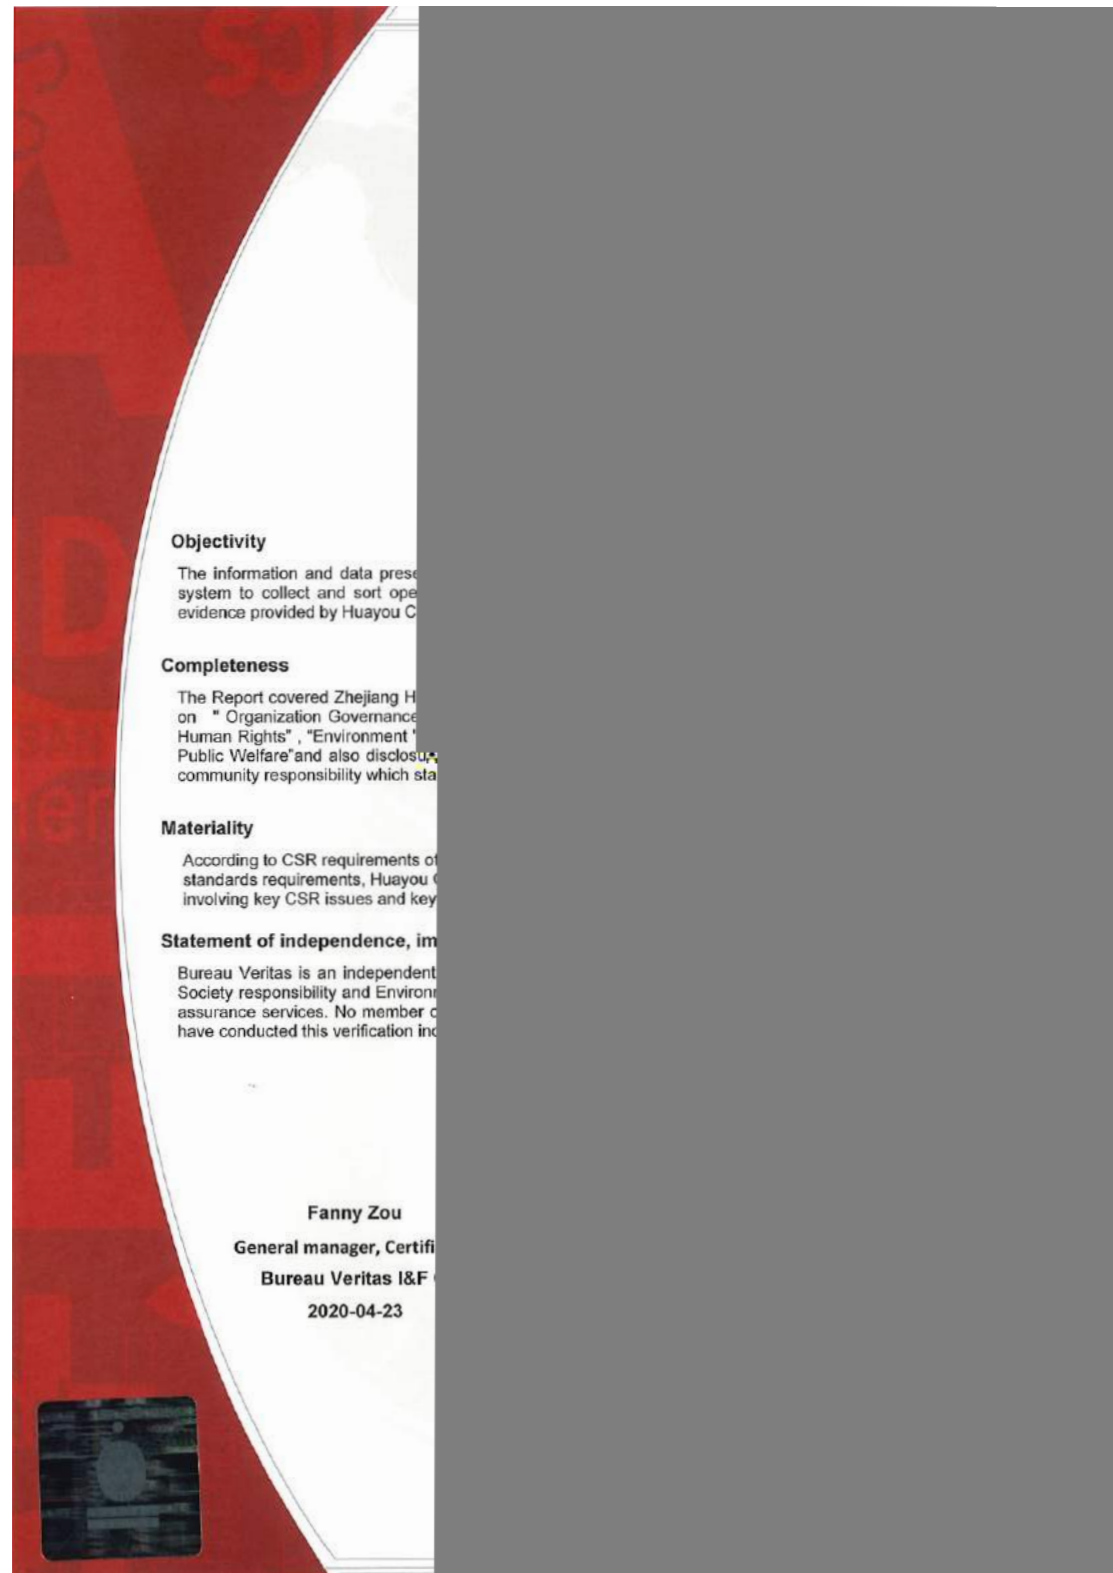 Objectivity
The information and data prese
system to collect and sort ope
evidence provided by Huayou C
Completeness
The Report covered Zhejiang H
on " Organization Governance
Human Rights" , "Environment "
Public Welfare"and also disclosu
community responsibility which sta
Materiality
According to CSR requirements of
standards requirements, Huayou C
involving key CSR issues and key
Statement of independence, im
Bureau Veritas is an independent
Society responsibility and Environ
assurance services. No member o
have conducted this verification inc
Fanny Zou
General manager, Certifi
Bureau Veritas I&F
2020-04-23